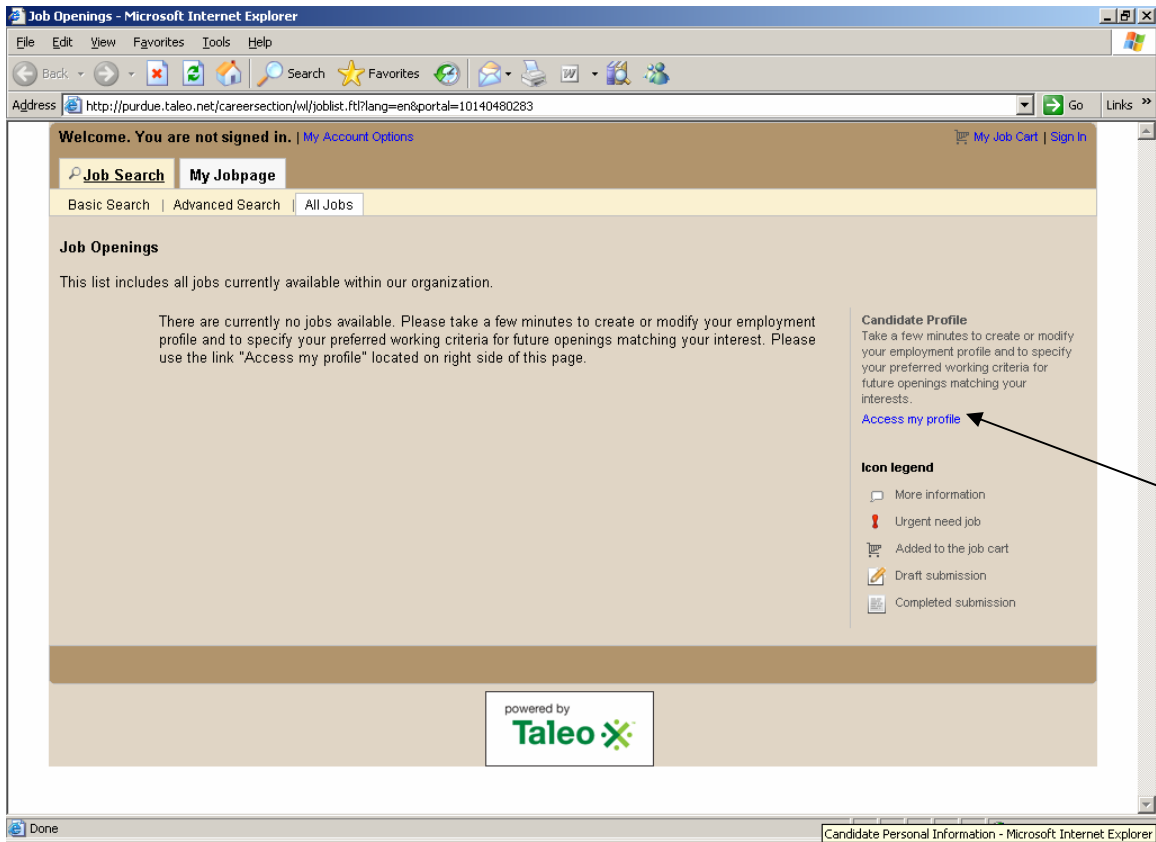 Job Openings - Microsoft Internet Explorer
File Edit View Favorites Tools Help
Back Search Favorites
Address http://purdue.taleo.net/careersection/wl/joblist.ftl?lang=en&portal=10140480283 Go Links »
Welcome. You are not signed in. | My Account Options My Job Cart | Sign In
Job Search My Jobpage
Basic Search | Advanced Search | All Jobs
Job Openings
This list includes all jobs currently available within our organization.
There are currently no jobs available. Please take a few minutes to create or modify your employment
profile and to specify your preferred working criteria for future openings matching your interest. Please
use the link "Access my profile" located on right side of this page.
Candidate Profile
Take a few minutes to create or modify
your employment profile and to specify
your preferred working criteria for
future openings matching your
interests.
Access my profile
Icon legend
More information
Urgent need job
Added to the job cart
Draft submission
Completed submission
powered by
Taleo
Done
Candidate Personal Information - Microsoft Internet Explorer